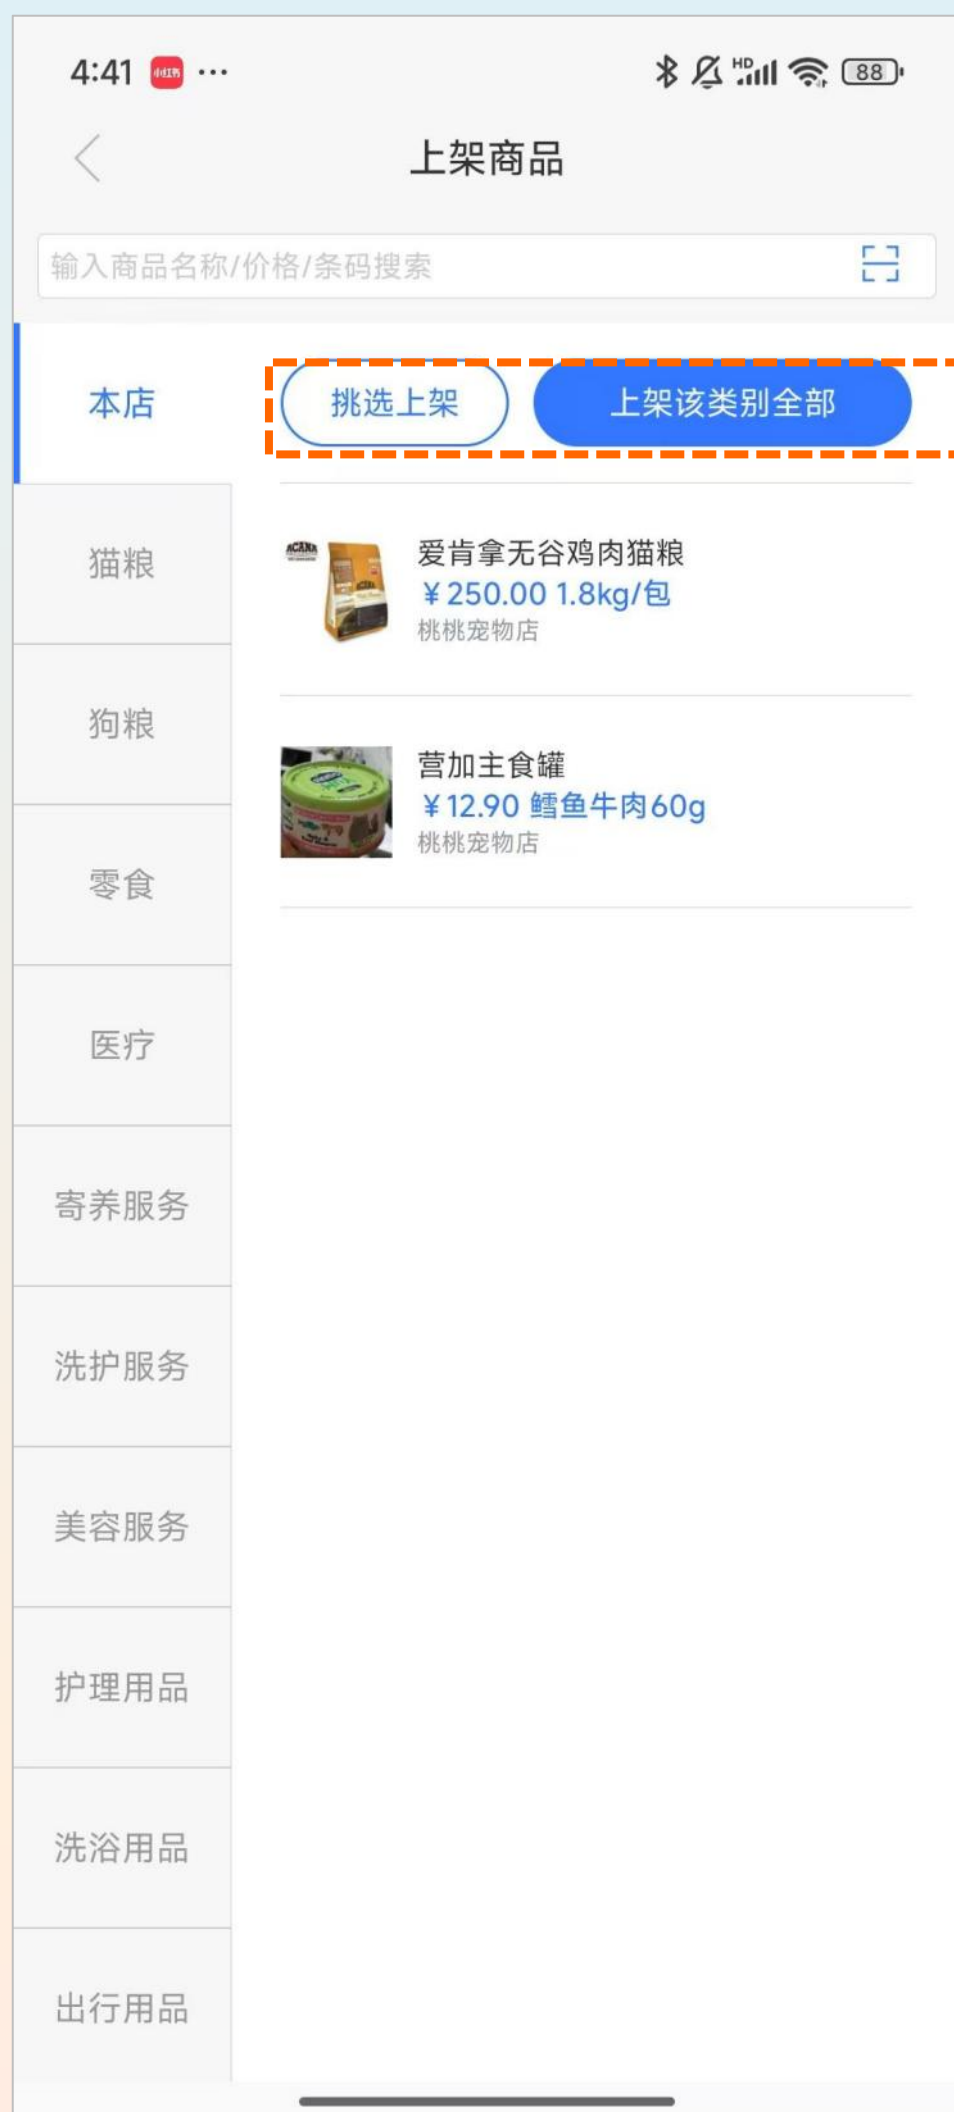 4:41 小红书 ...
HD 88
上架商品
输入商品名称/价格/条码搜索
本店
挑选上架
上架该类别全部
猫粮
ACANA
爱肯拿无谷鸡肉猫粮
¥250.00 1.8kg/包
桃桃宠物店
狗粮
营加主食罐
¥12.90 鳕鱼牛肉60g
桃桃宠物店
零食
医疗
寄养服务
洗护服务
美容服务
护理用品
洗浴用品
出行用品